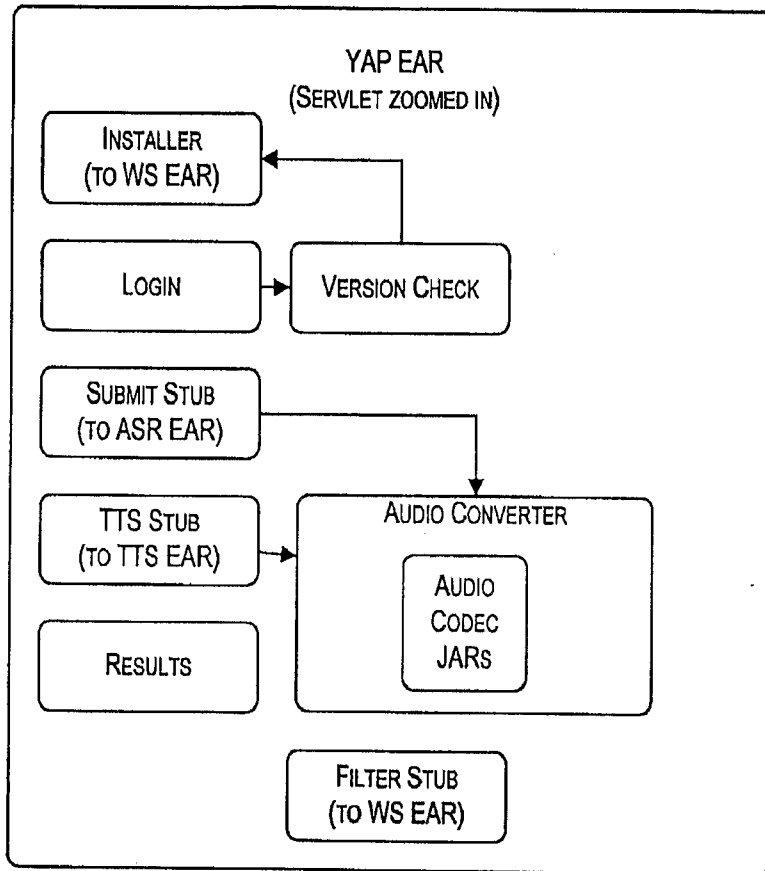 YAP EAR
(SERVLET ZOOMED IN)
INSTALLER
(TO WS EAR)
LOGIN
VERSION CHECK
SUBMIT STUB
(TO ASR EAR)
TTS STUB
(TO TTS EAR)
AUDIO CONVERTER
AUDIO
CODEC
JARS
RESULTS
FILTER STUB
(TO WS EAR)